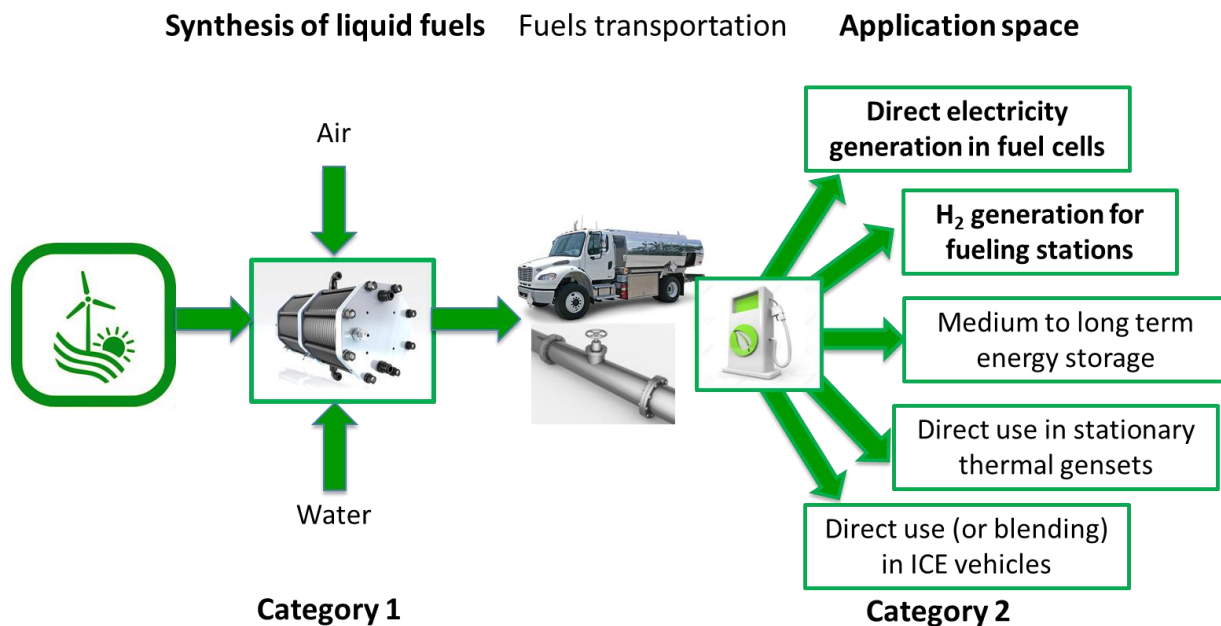 Synthesis of liquid fuels
Fuels transportation
Application space
Air
Water
Direct electricity
generation in fuel cells
H₂ generation for
fueling stations
Medium to long term
energy storage
Direct use in stationary
thermal gensets
Direct use (or blending)
in ICE vehicles
Category 1
Category 2